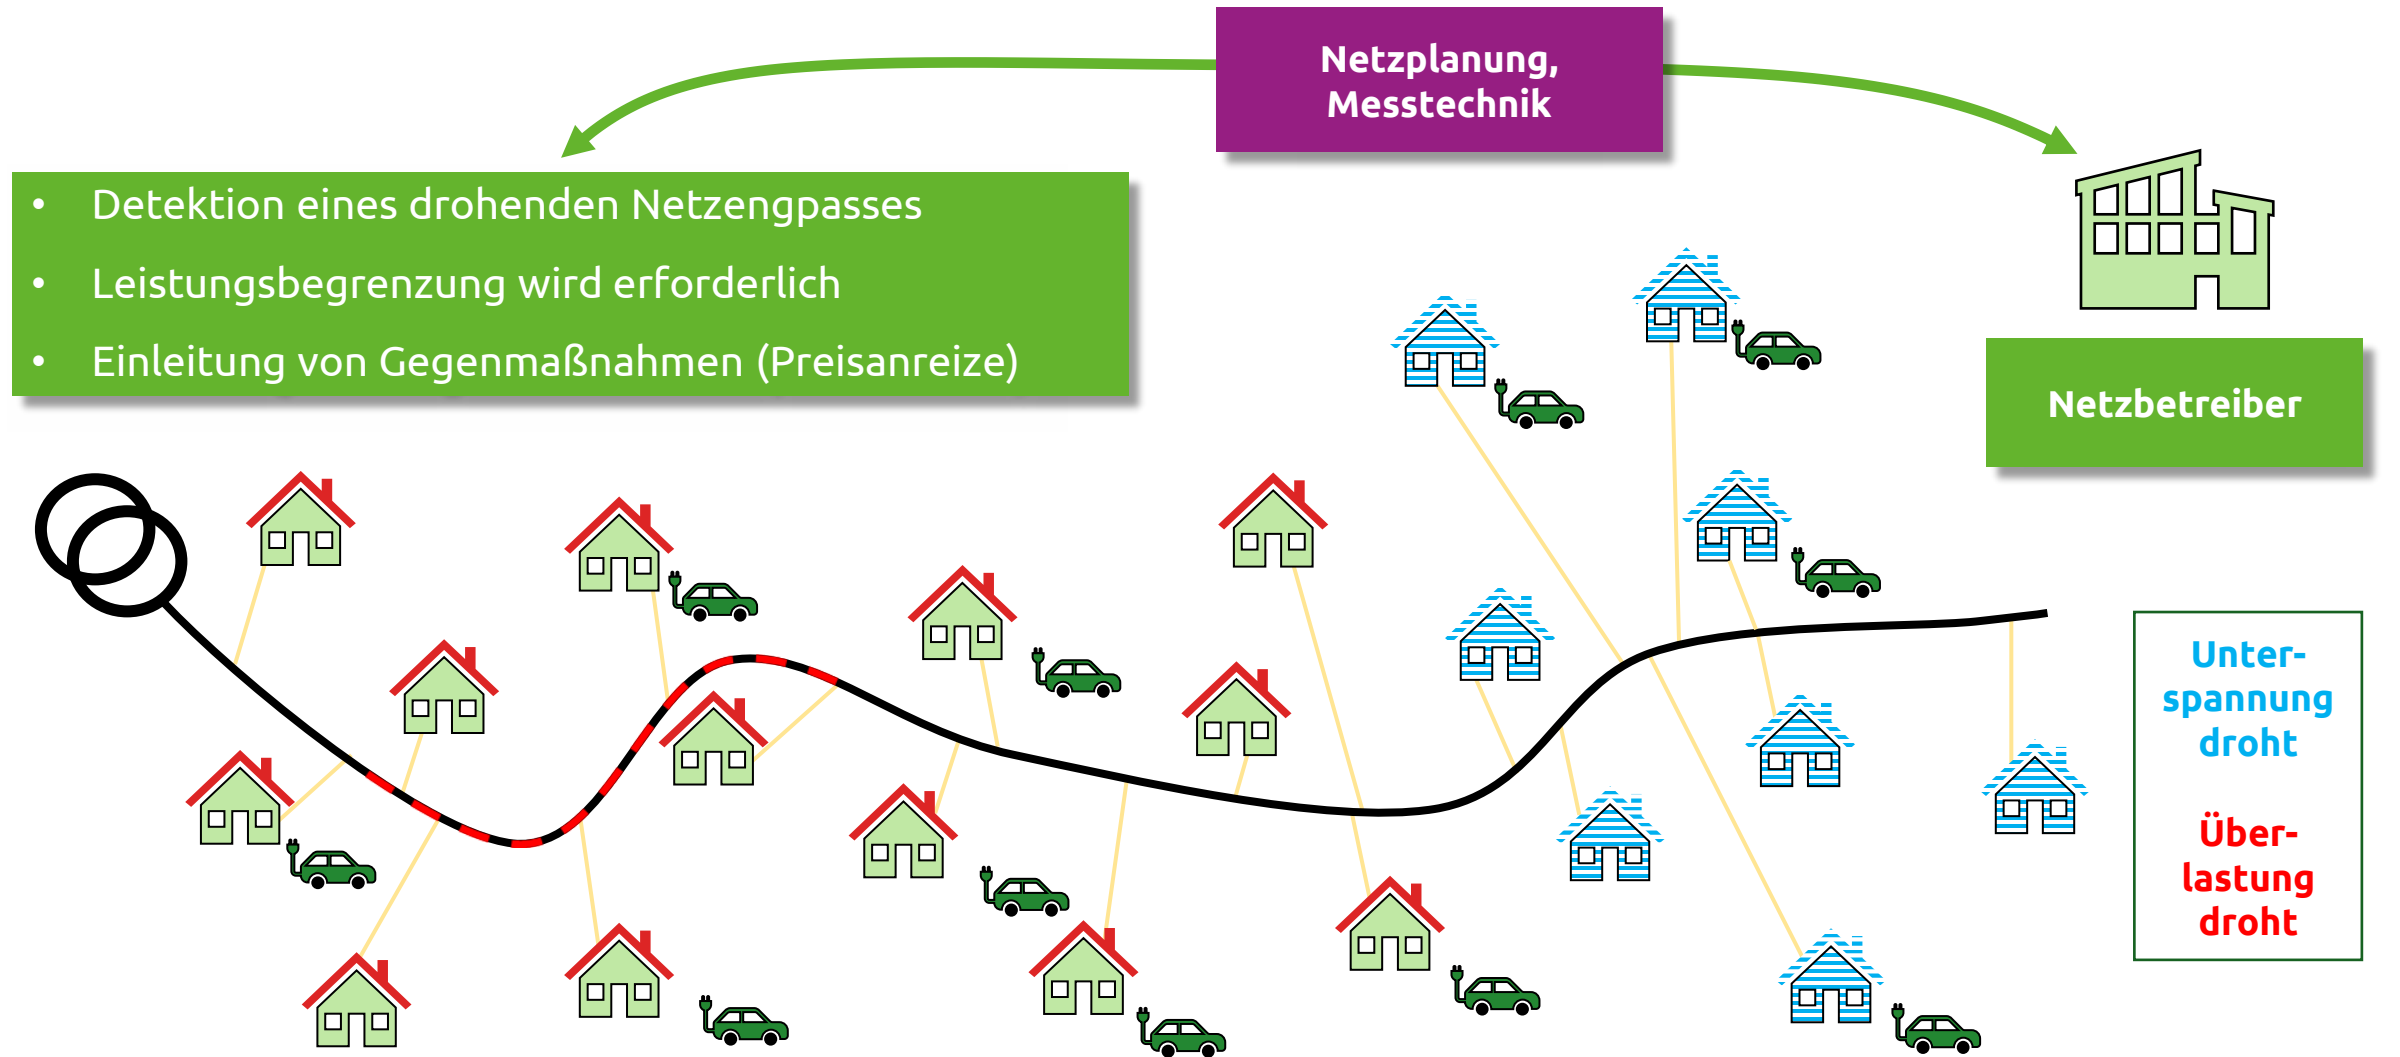 Netzplanung,
Messtechnik
• Detektion eines drohenden Netzengpasses
• Leistungsbegrenzung wird erforderlich
• Einleitung von Gegenmaßnahmen (Preisanreize)
Netzbetreiber
Unter-
spannung
droht
Über-
lastung
droht